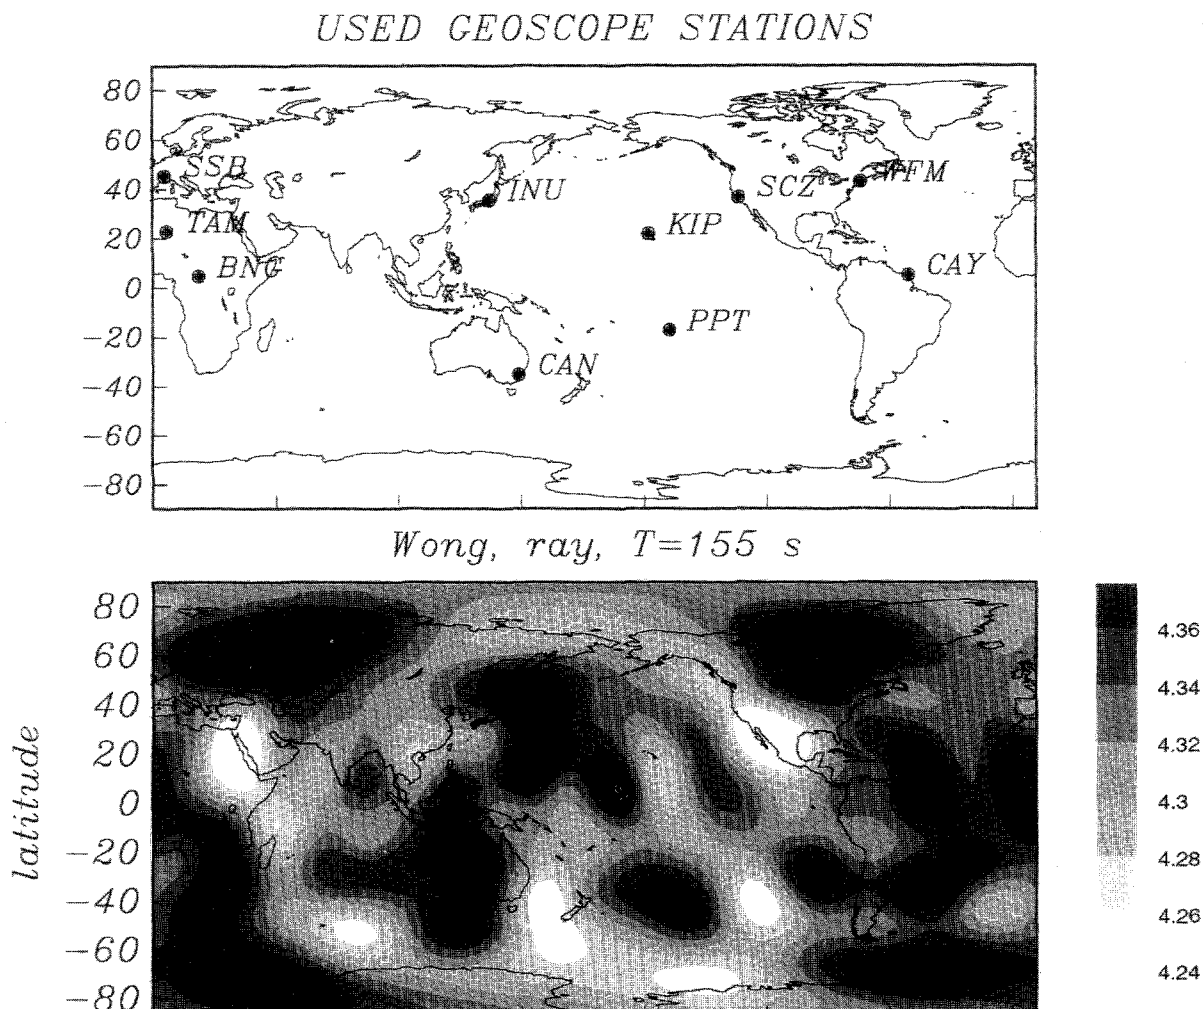 USED GEOSCOPE STATIONS
80
60
40
20
0
-20
-40
-60
-80
SSB
TAM
BNG
INU
CAN
KIP
PPT
SCZ
WFM
CAY
Wong, ray, T=155 s
latitude
80
60
40
20
0
-20
-40
-60
-80
4.36
4.34
4.32
4.3
4.28
4.26
4.24